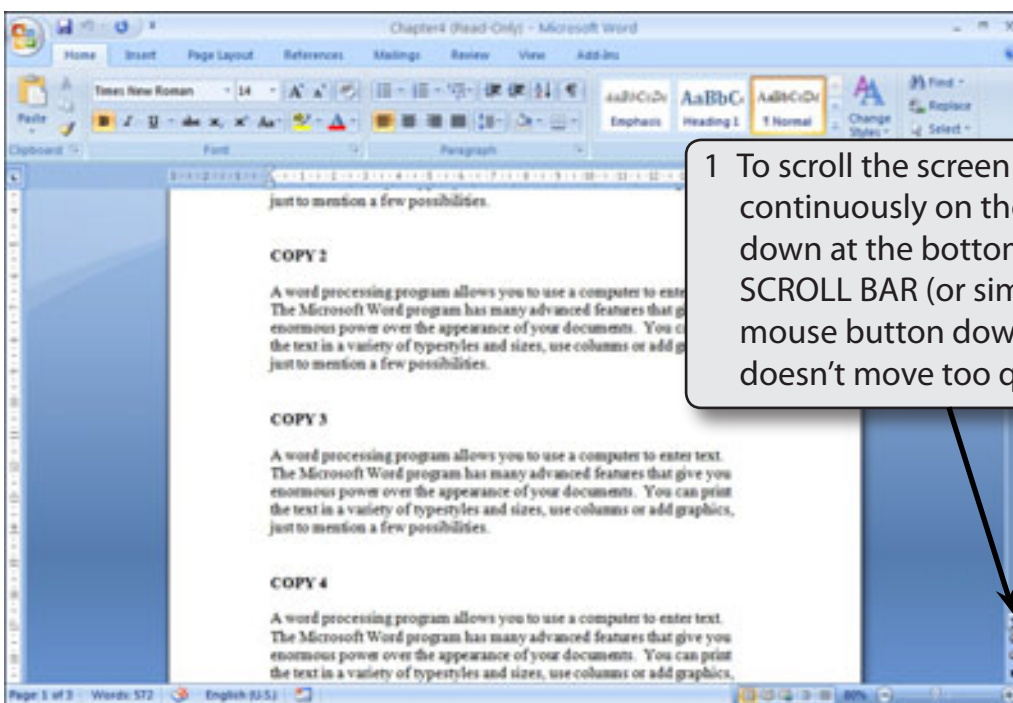 Chapter4 (Read-Only) - Microsoft Word
Home Insert Page Layout References Mailings Review View Add-Ins
Times New Roman 14 Find
Paste AaBbCcDc AaBbC AaBbCcDc Replace
B I U abc x, x' Aa A Emphasis Heading 1 ¶ Normal Change Styles Select
Clipboard Font Paragraph
1 To scroll the screen
continuously on the
down at the
SCROLL BAR (or
mouse button
doesn’t move too
just to mention a few possibilities.
COPY 2
A word processing program allows you to use a computer to
The Microsoft Word program has many advanced features that
enormous power over the appearance of your documents. You
the text in a variety of typestyles and sizes, use columns or add
just to mention a few possibilities.
COPY 3
A word processing program allows you to use a computer to enter text.
The Microsoft Word program has many advanced features that give you
enormous power over the appearance of your documents. You can print
the text in a variety of typestyles and sizes, use columns or add graphics,
just to mention a few possibilities.
COPY 4
A word processing program allows you to use a computer to enter text.
The Microsoft Word program has many advanced features that give you
enormous power over the appearance of your documents. You can print
the text in a variety of typestyles and sizes, use columns or add graphics,
Page: 1 of 3 Words: 572 English (U.S.) 80%